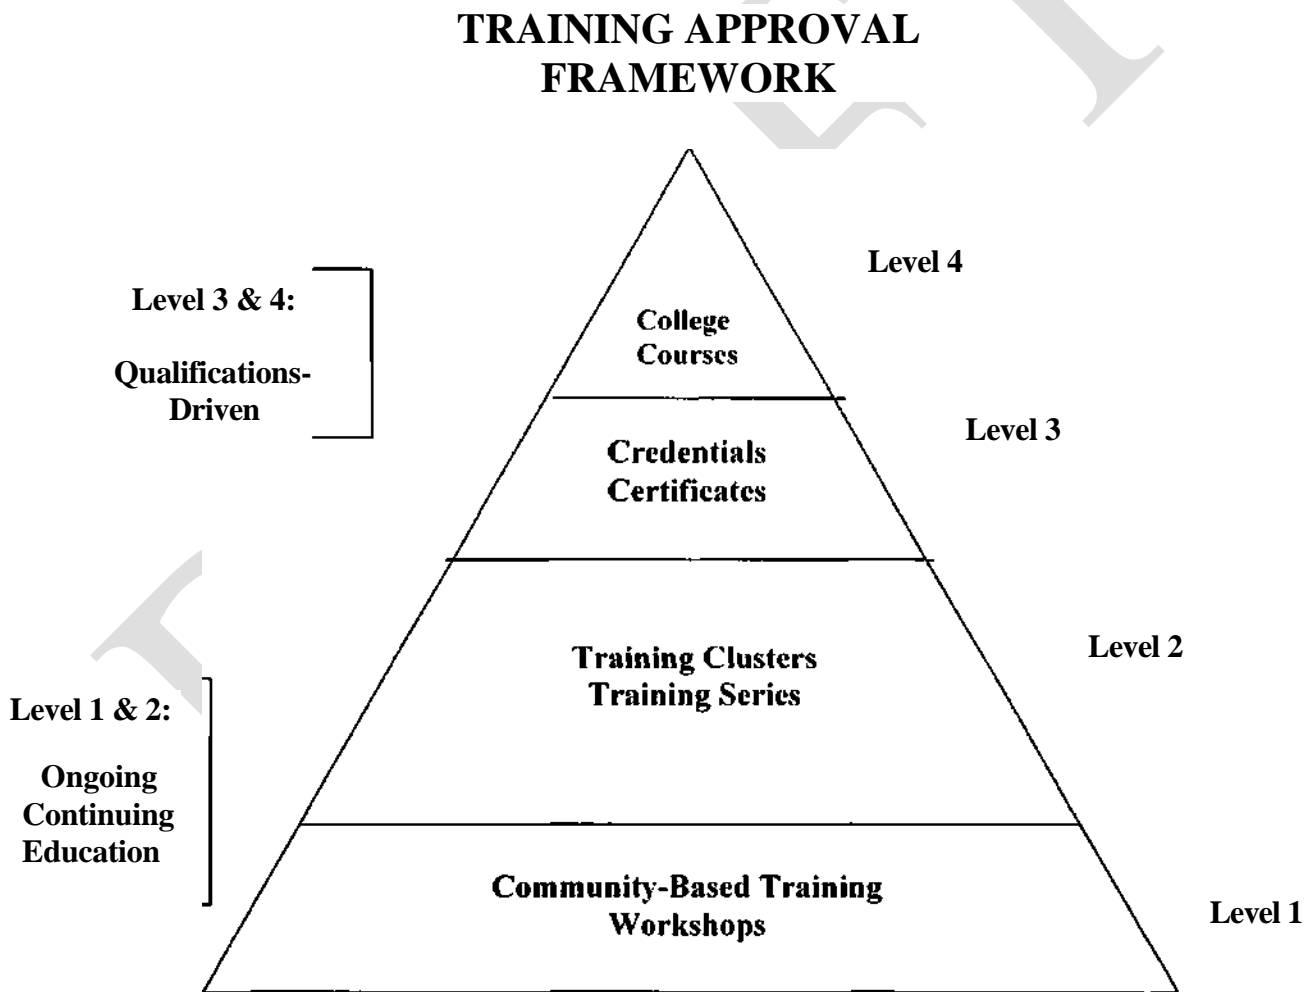 TRAINING APPROVAL
FRAMEWORK
Level 4
Level 3 & 4:
Qualifications-
Driven
College
Courses
Level 3
Credentials
Certificates
Level 2
Training Clusters
Training Series
Level 1 & 2:
Ongoing
Continuing
Education
Community-Based Training
Workshops
Level 1